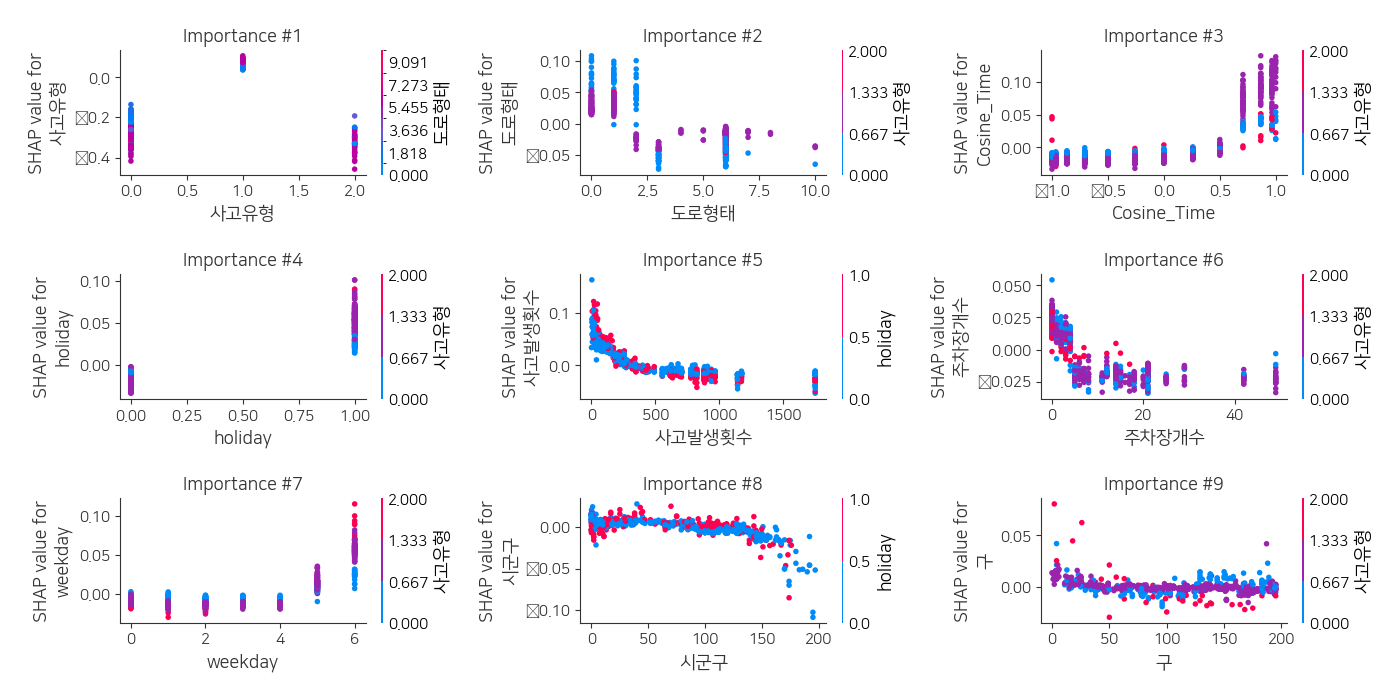 Importance #1
SHAP value for
사고유형
0.0
0.2
0.4
0.0
0.5
1.0
1.5
2.0
사고유형
9.091
7.273
5.455
3.636
1.818
0.000
도로형태
Importance #2
SHAP value for
도로형태
0.10
0.05
0.00
0.05
0.0
2.5
5.0
7.5
10.0
도로형태
2.000
1.333
0.667
0.000
사고유형
Importance #3
SHAP value for
Cosine_Time
0.10
0.05
0.00
1.0
0.5
0.0
0.5
1.0
Cosine_Time
2.000
1.333
0.667
0.000
사고유형
Importance #4
SHAP value for
holiday
0.10
0.05
0.00
0.00
0.25
0.50
0.75
1.00
holiday
2.000
1.333
0.667
0.000
사고유형
Importance #5
SHAP value for
사고발생횟수
0.1
0.0
0
500
1000
1500
사고발생횟수
1.0
0.5
0.0
holiday
Importance #6
SHAP value for
주차장개수
0.050
0.025
0.000
0.025
0
20
40
주차장개수
2.000
1.333
0.667
0.000
사고유형
Importance #7
SHAP value for
weekday
0.10
0.05
0.00
0
2
4
6
weekday
2.000
1.333
0.667
0.000
사고유형
Importance #8
SHAP value for
시군구
0.00
0.05
0.10
0
50
100
150
200
시군구
1.0
0.5
0.0
holiday
Importance #9
SHAP value for
구
0.05
0.00
0
50
100
150
200
구
2.000
1.333
0.667
0.000
사고유형